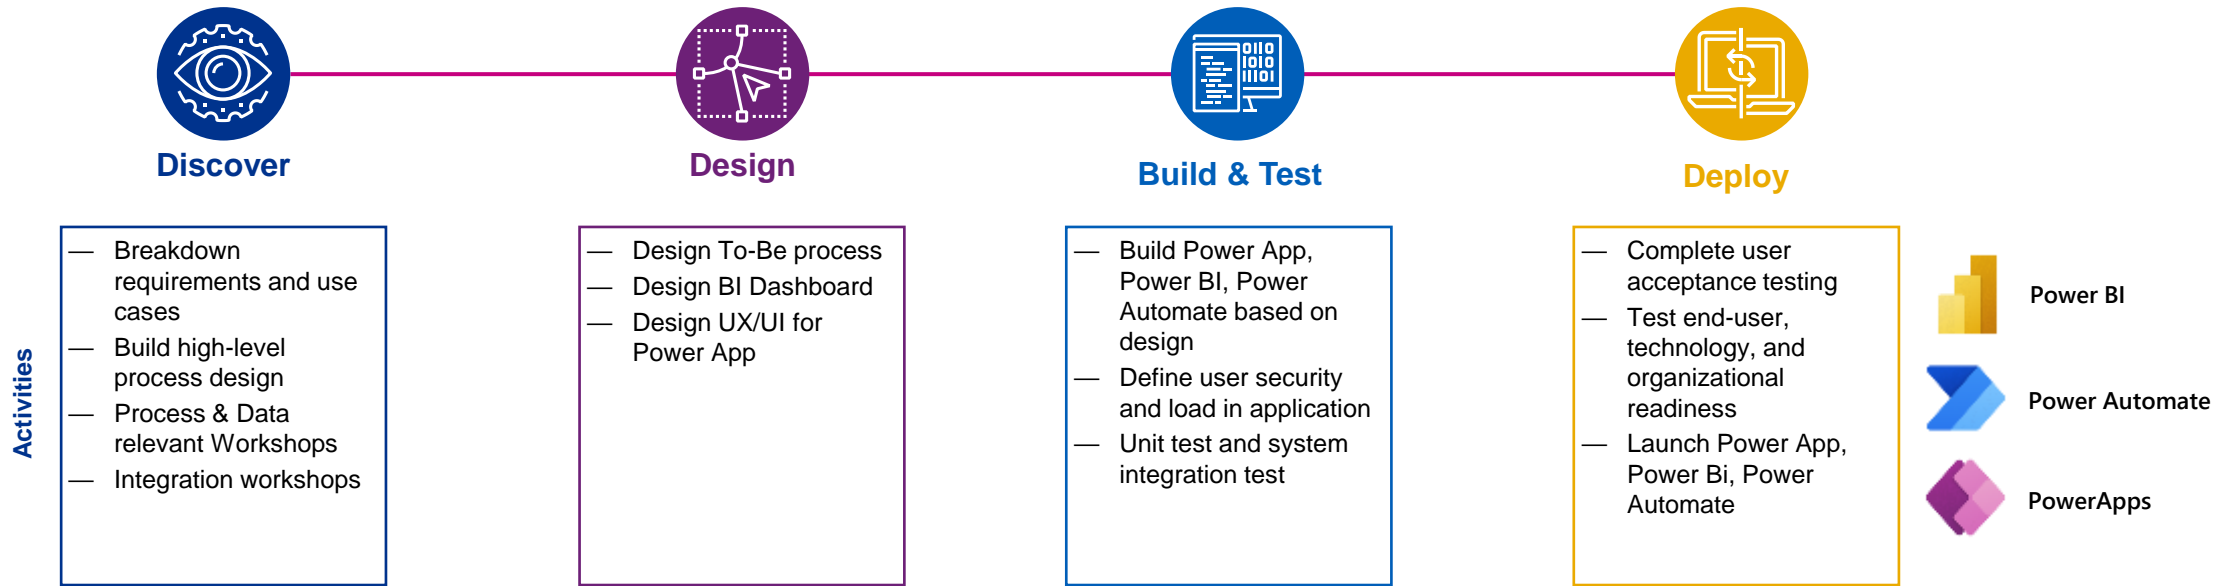 0110
1010
11101
Discover
Design
Build & Test
Deploy
Activities
— Breakdown
requirements and use
cases
— Build high-level
process design
— Process & Data
relevant Workshops
— Integration workshops
— Design To-Be process
— Design BI Dashboard
— Design UX/UI for
Power App
— Build Power App,
Power BI, Power
Automate based on
design
— Define user security
and load in application
— Unit test and system
integration test
— Complete user
acceptance testing
— Test end-user,
technology, and
organizational
readiness
— Launch Power App,
Power Bi, Power
Automate
Power BI
Power Automate
PowerApps